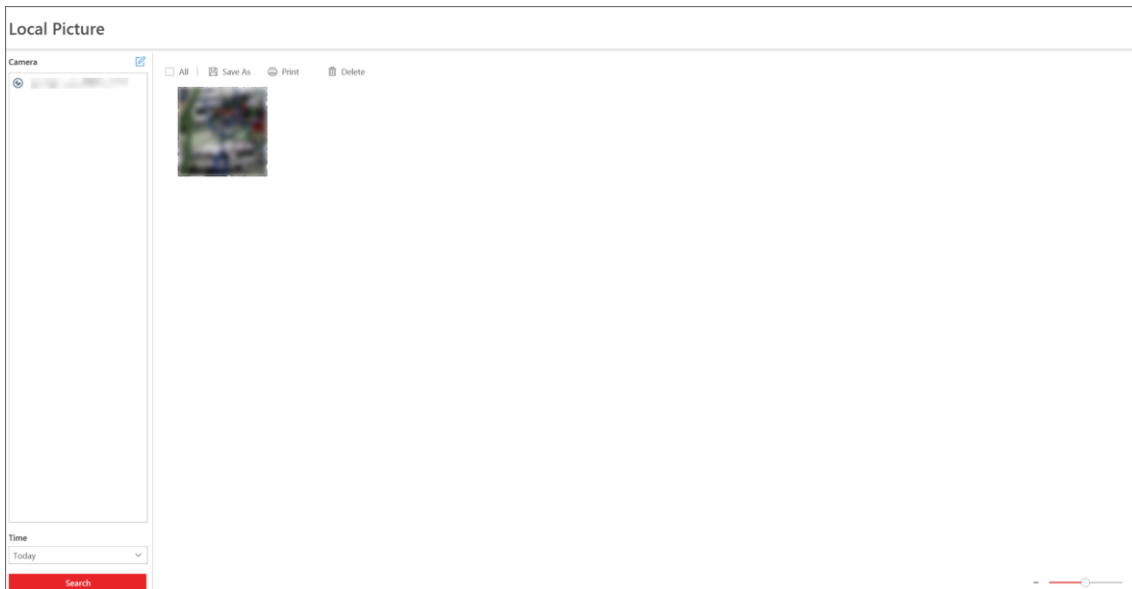 Local Picture
Camera
All | Save As Print Delete
Time
Today
Search